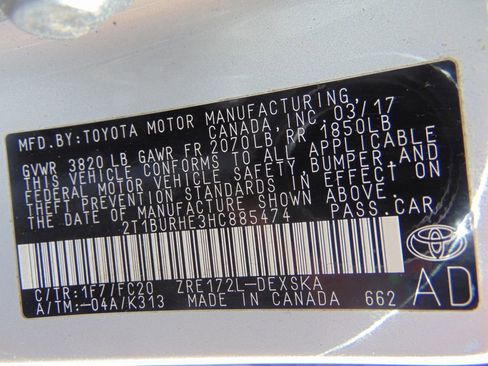 MFD.BY:TOYOTA MOTOR MANUFACTURING
CANADA,INC 03/17
GVWR 3820 LB GAWR FR 2070LB RR 1850LB
THIS VEHICLE CONFORMS TO ALL APPLICABLE
FEDERAL MOTOR VEHICLE SAFETY,BUMPER,AND
THEFT PREVENTION STANDARDS IN EFFECT ON
THE DATE OF MANUFACTURE SHOWN ABOVE.
2T1BURHE3HC885474 PASS.CAR
C/TR:1F7/FC20 ZRE172L-DEXSKA
A/TM:-04A/K313 MADE IN CANADA 662
AD